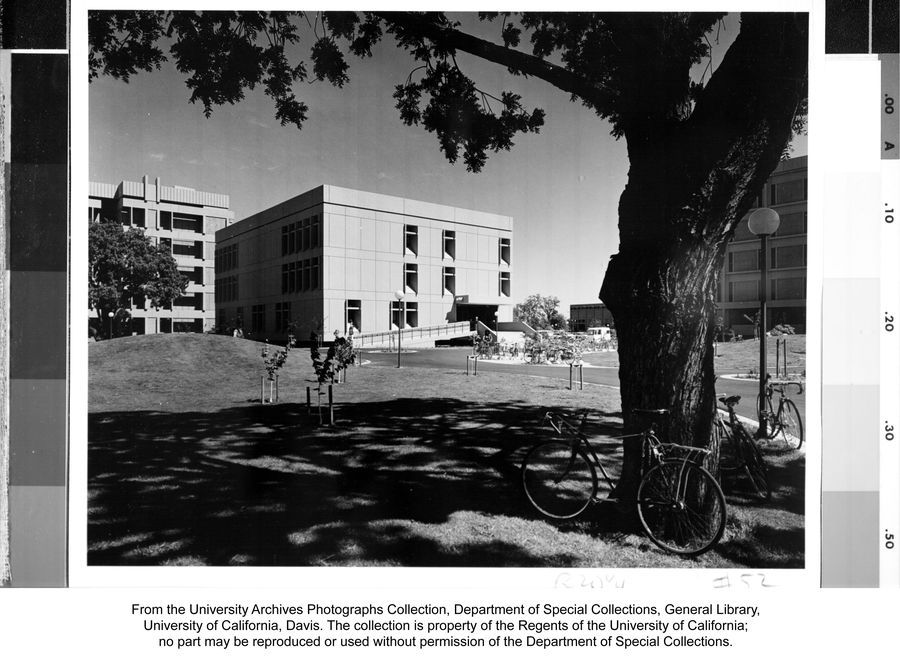 .00
A
.10
.20
.30
.50
#52
From the University Archives Photographs Collection, Department of Special Collections, General Library,
University of California, Davis. The collection is property of the Regents of the University of California;
no part may be reproduced or used without permission of the Department of Special Collections.